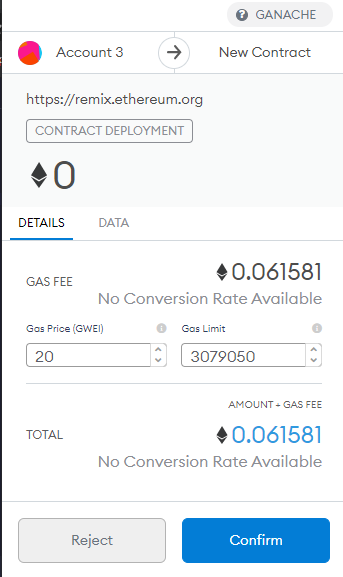 GANACHE
Account 3 New Contract
https://remix.ethereum.org
CONTRACT DEPLOYMENT
0
DETAILS DATA
GAS FEE 0.061581
No Conversion Rate Available
Gas Price (GWEI) Gas Limit
20 3079050
AMOUNT + GAS FEE
TOTAL 0.061581
No Conversion Rate Available
Reject Confirm